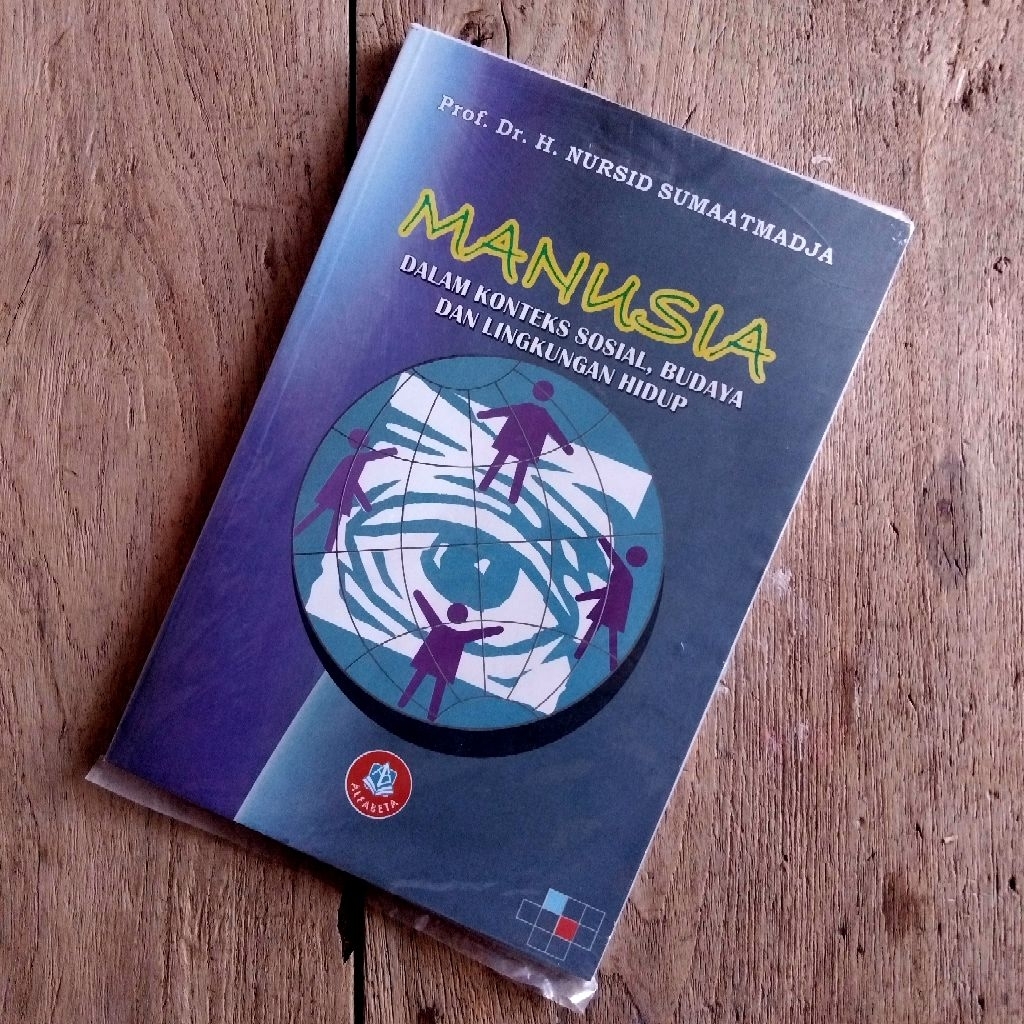 Prof. Dr. H. NURSID SUMAATMADJA
MANUSIA
DALAM KONTEKS SOSIAL, BUDAYA
DAN LINGKUNGAN HIDUP
ALFABETA